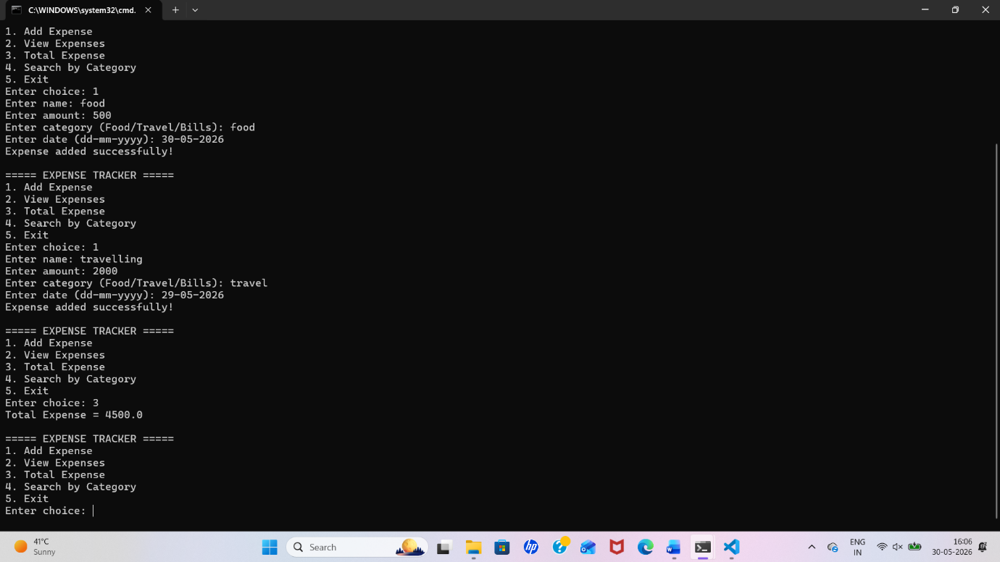 C:\WINDOWS\system32\cmd.
1. Add Expense
2. View Expenses
3. Total Expense
4. Search by Category
5. Exit
Enter choice: 1
Enter name: food
Enter amount: 500
Enter category (Food/Travel/Bills): food
Enter date (dd-mm-yyyy): 30-05-2026
Expense added successfully!
===== EXPENSE TRACKER =====
1. Add Expense
2. View Expenses
3. Total Expense
4. Search by Category
5. Exit
Enter choice: 1
Enter name: travelling
Enter amount: 2000
Enter category (Food/Travel/Bills): travel
Enter date (dd-mm-yyyy): 29-05-2026
Expense added successfully!
===== EXPENSE TRACKER =====
1. Add Expense
2. View Expenses
3. Total Expense
4. Search by Category
5. Exit
Enter choice: 3
Total Expense = 4500.0
===== EXPENSE TRACKER =====
1. Add Expense
2. View Expenses
3. Total Expense
4. Search by Category
5. Exit
Enter choice:
41°C
Sunny
Search
hp
ENG
IN
16:06
30-05-2026